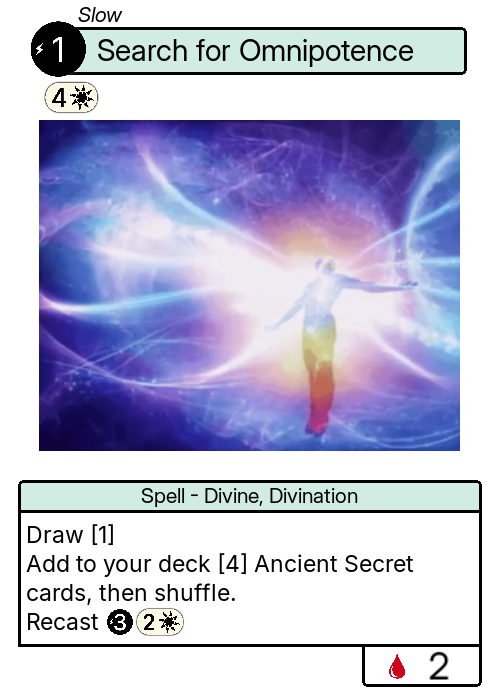 Slow
1 Search for Omnipotence
4
Spell - Divine, Divination
Draw [1]
Add to your deck [4] Ancient Secret
cards, then shuffle.
Recast 3 2
2